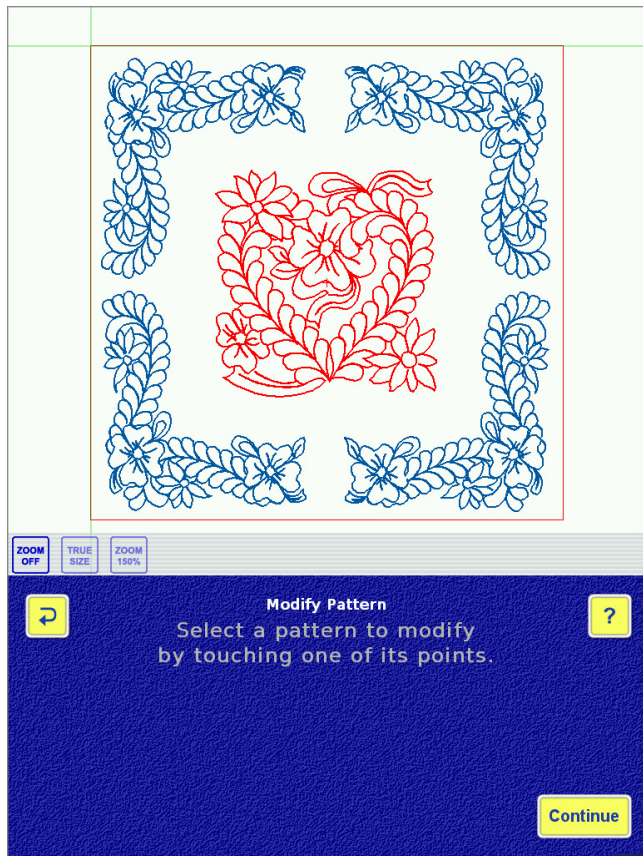 ZOOM
OFF
TRUE
SIZE
ZOOM
150%
Modify Pattern
?
Select a pattern to modify
by touching one of its points.
Continue